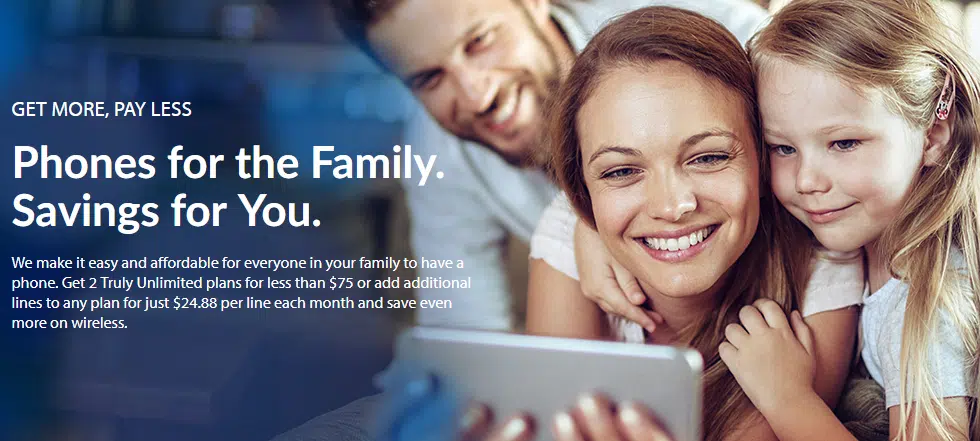 GET MORE, PAY LESS
Phones for the Family.
Savings for You.
We make it easy and affordable for everyone in your family to have a
phone. Get 2 Truly Unlimited plans for less than $75 or add additional
lines to any plan for just $24.88 per line each month and save even
more on wireless.